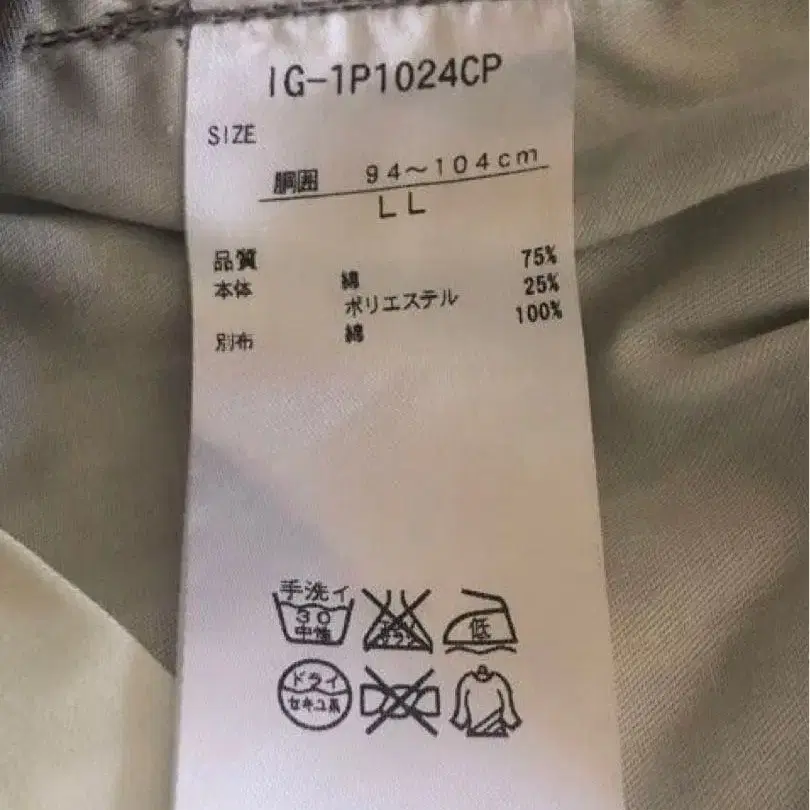 IG-1P1024CP
SIZE
胴囲 94～104cm
LL
品質
本体 綿 75%
ポリエステル 25%
別布 綿 100%
手洗イ
30
中性
低
ドライ
セキユ系